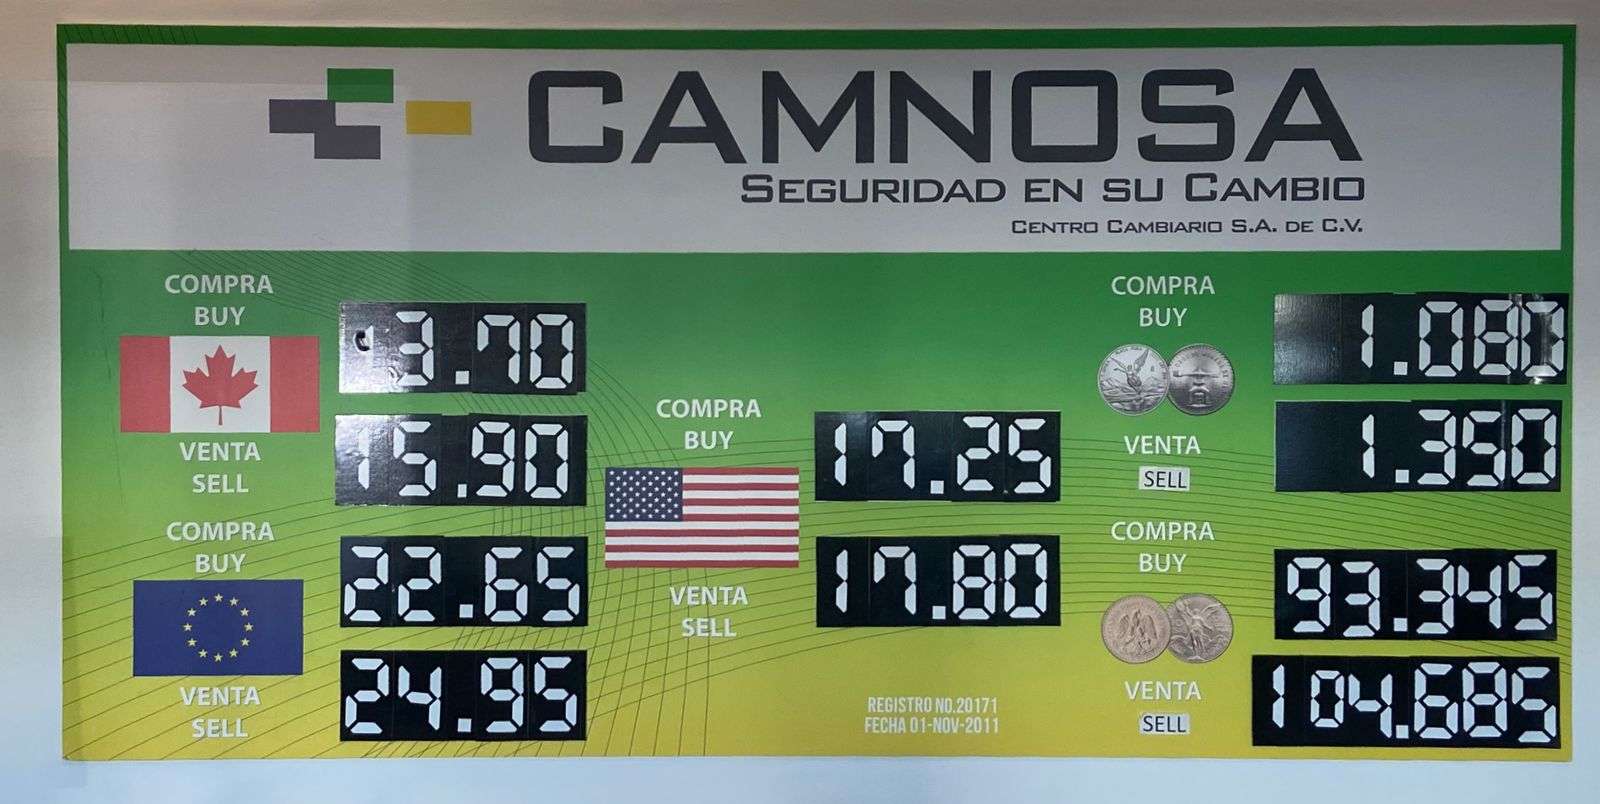 CAMNOSA
SEGURIDAD EN SU CAMBIO
CENTRO CAMBIARIO S.A. DE C.V.
COMPRA
BUY
3.70
VENTA
SELL
15.90
COMPRA
BUY
22.65
VENTA
SELL
24.95
COMPRA
BUY
17.25
VENTA
SELL
17.80
REGISTRO NO.20171
FECHA 01-NOV-2011
COMPRA
BUY
1.080
VENTA
SELL
1.350
COMPRA
BUY
93.345
VENTA
SELL
104.685